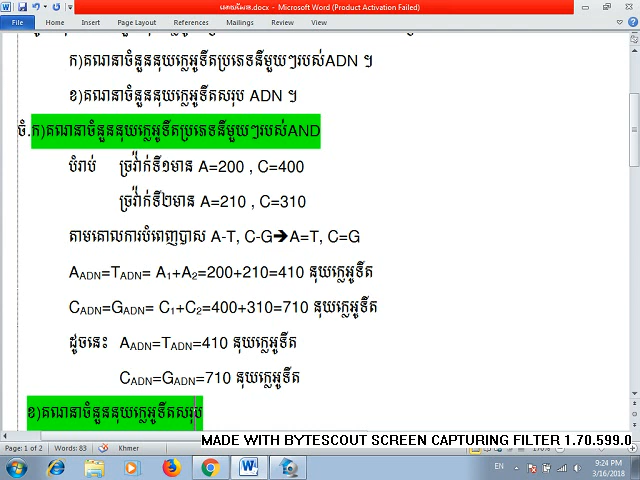 មេរៀនទី៣.docx - Microsoft Word (Product Activation Failed)
File Home Insert Page Layout References Mailings Review View
ក)គណនាចំនួននុយក្លេអូទីតប្រភេទនីមួយៗរបស់ADN ។
ខ)គណនាចំនួននុយក្លេអូទីតសរុប ADN ។
ចំ.ក)គណនាចំនួននុយក្លេអូទីតប្រភេទនីមួយៗរបស់AND
បំរាប់ ច្រវ៉ាក់ទី១មាន A=200 , C=400
ច្រវ៉ាក់ទី២មាន A=210 , C=310
តាមគោលការបំពេញបាស A-T, C-G➔A=T, C=G
AADN=TADN= A1+A2=200+210=410 នុយក្លេអូទីត
CADN=GADN= C1+C2=400+310=710 នុយក្លេអូទីត
ដូចនេះ AADN=TADN=410 នុយក្លេអូទីត
CADN=GADN=710 នុយក្លេអូទីត
ខ)គណនាចំនួននុយក្លេអូទីតសរុប
MADE WITH BYTESCOUT SCREEN CAPTURING FILTER 1.70.599.0
Page: 1 of 2 Words: 83 Khmer 170%
EN 9:24 PM
3/16/2018